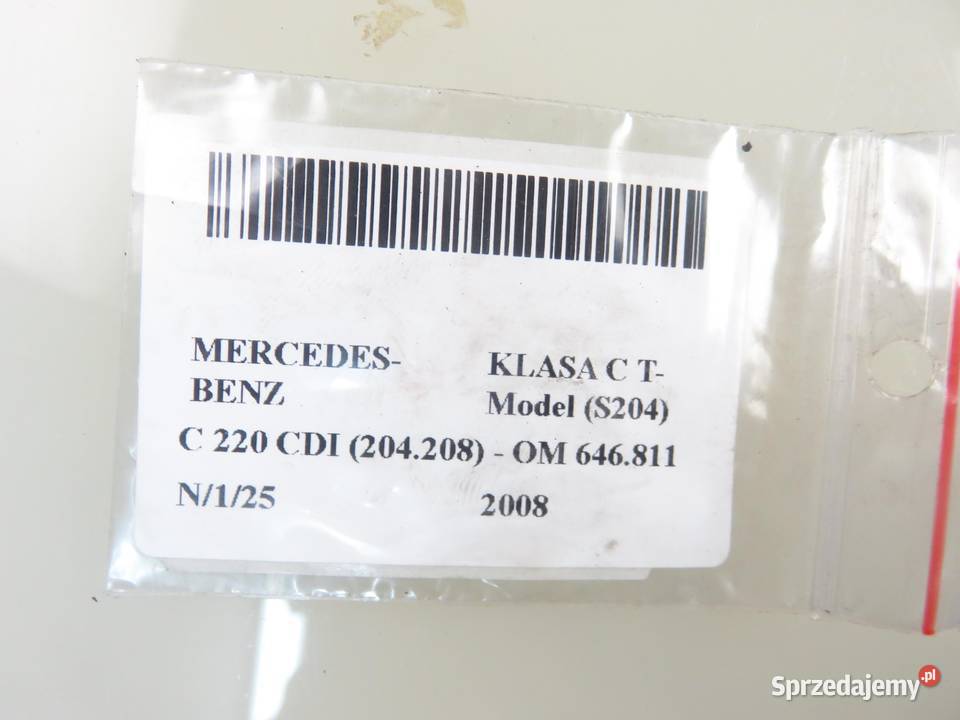 MERCEDES-
BENZ
KLASA C T-
Model (S204)
C 220 CDI (204.208) - OM 646.811
N/1/25
2008
Sprzedajemy.pl